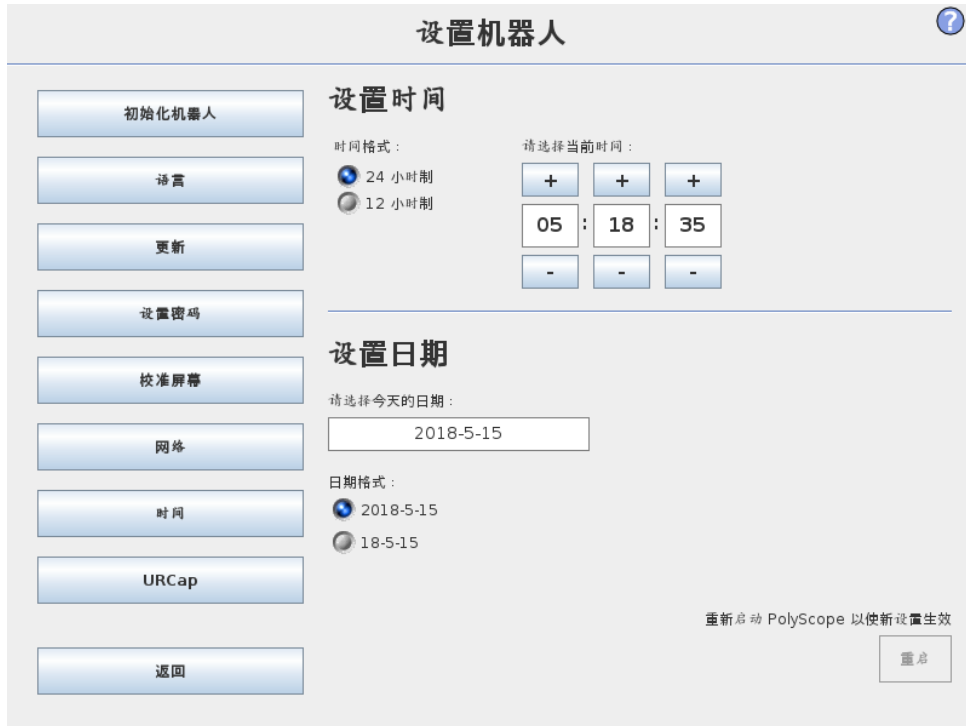 设置机器人
?
初始化机器人
语言
更新
设置密码
校准屏幕
网络
时间
URCap
返回
设置时间
时间格式：
24 小时制
12 小时制
请选择当前时间：
+ + +
05 : 18 : 35
- - -
设置日期
请选择今天的日期：
2018-5-15
日期格式：
2018-5-15
18-5-15
重新启动 PolyScope 以使新设置生效
重启